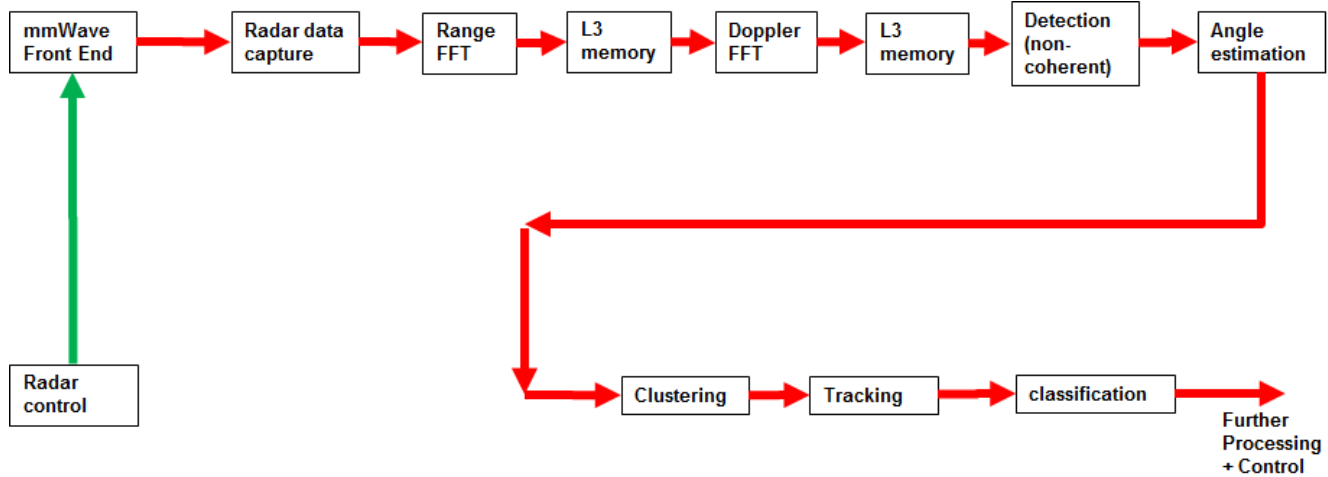 mmWave
Front End
Radar data
capture
Range
FFT
L3
memory
Doppler
FFT
L3
memory
Detection
(non-
coherent)
Angle
estimation
Radar
control
Clustering
Tracking
classification
Further
Processing
+ Control